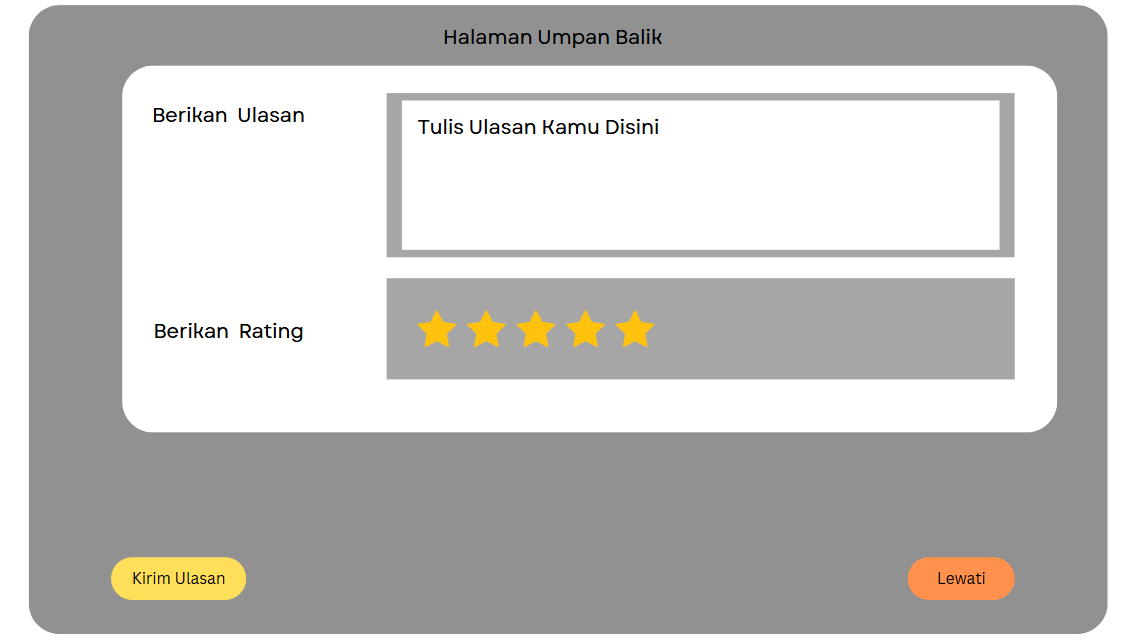 Halaman Umpan Balik
Berikan Ulasan
Tulis Ulasan Kamu Disini
Berikan Rating
Kirim Ulasan
Lewati